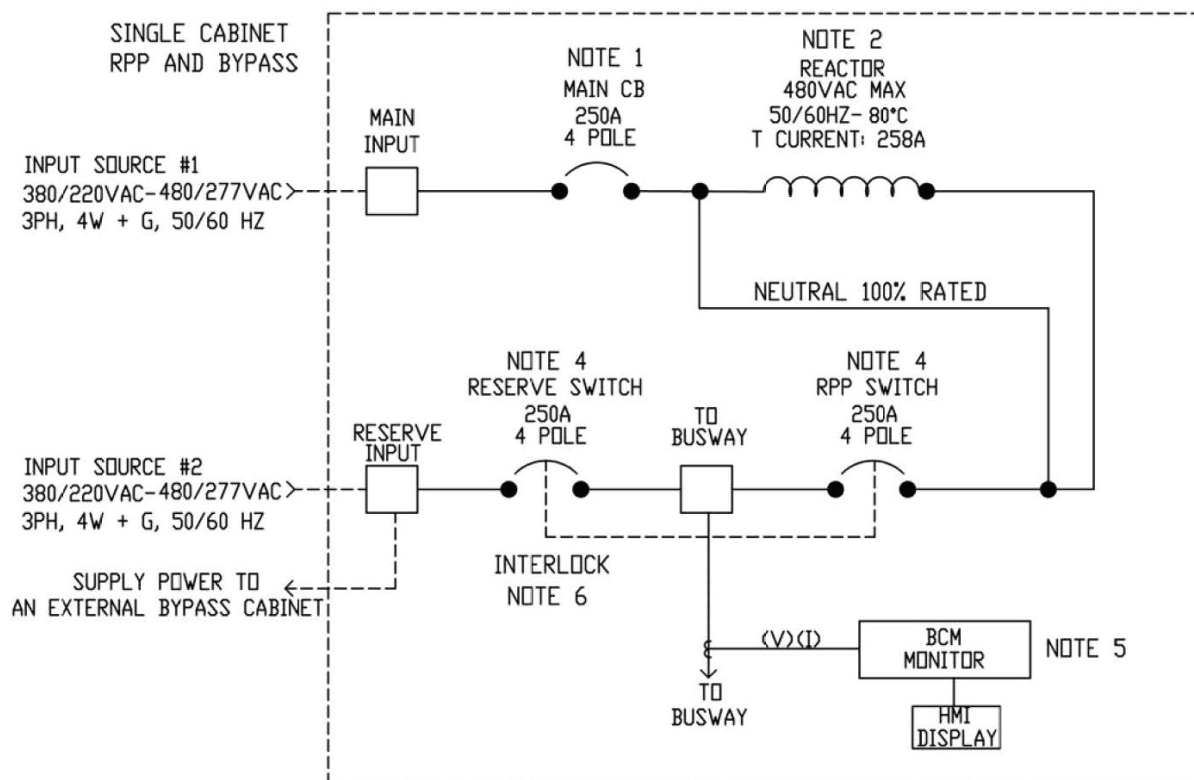 SINGLE CABINET
RPP AND BYPASS
NOTE 1
MAIN CB
250A
4 POLE
NOTE 2
REACTOR
480VAC MAX
50/60HZ- 80°C
T CURRENT: 258A
MAIN
INPUT
INPUT SOURCE #1
380/220VAC-480/277VAC
3PH, 4W + G, 50/60 HZ
NEUTRAL 100% RATED
NOTE 4
RESERVE SWITCH
250A
4 POLE
TO
BUSWAY
NOTE 4
RPP SWITCH
250A
4 POLE
RESERVE
INPUT
INPUT SOURCE #2
380/220VAC-480/277VAC
3PH, 4W + G, 50/60 HZ
SUPPLY POWER TO
AN EXTERNAL BYPASS CABINET
INTERLOCK
NOTE 6
(V)(I)
BCM
MONITOR
NOTE 5
TO
BUSWAY
HMI
DISPLAY